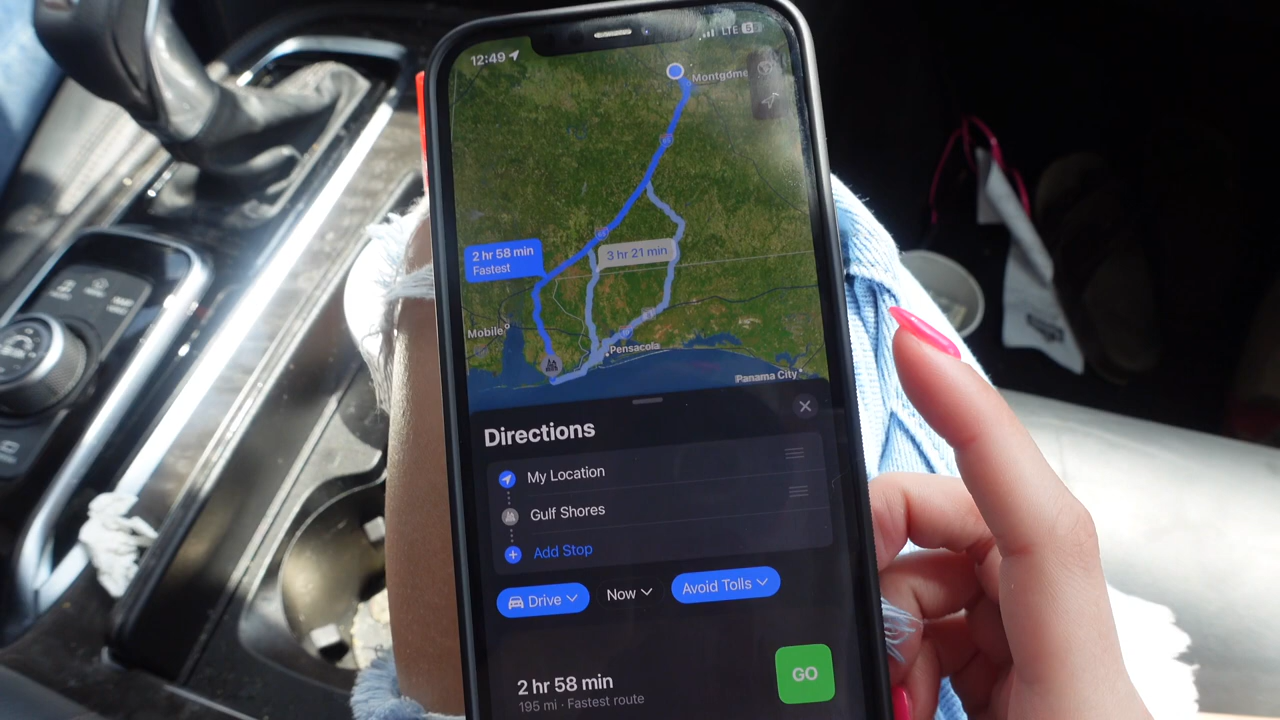 12:49
LTE
Montgome
2 hr 58 min
Fastest
3 hr 21 min
Mobile
Pensacola
Panama City
Directions
My Location
Gulf Shores
Add Stop
Drive
Now
Avoid Tolls
2 hr 58 min
195 mi · Fastest route
GO